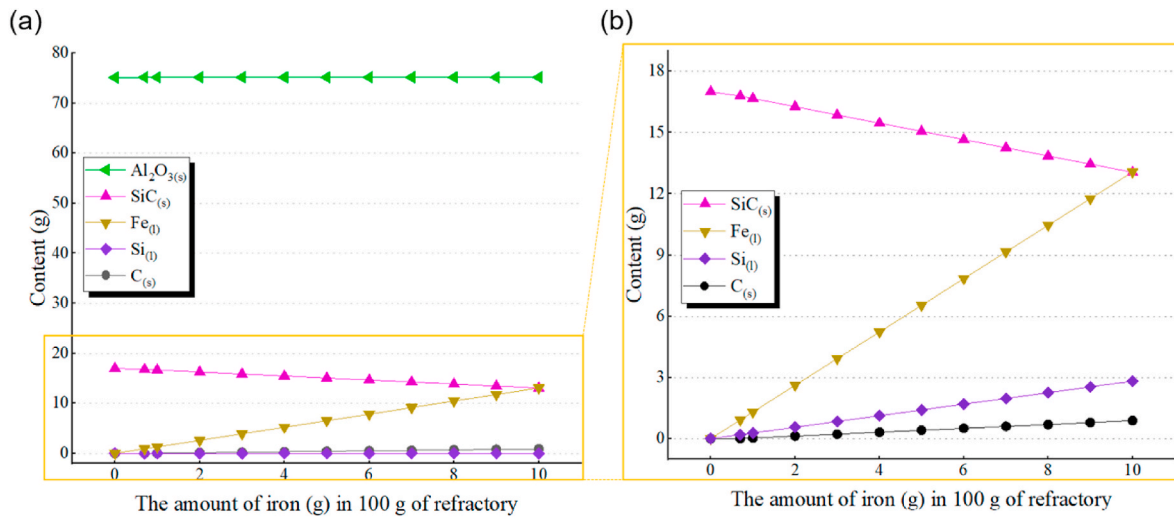 (a)
80
70
60
50
40
30
20
10
0
Content (g)
Al2O3(s)
SiC(s)
Fe(l)
Si(l)
C(s)
0 2 4 6 8 10
The amount of iron (g) in 100 g of refractory
(b)
18
15
12
9
6
3
0
Content (g)
SiC(s)
Fe(l)
Si(l)
C(s)
0 2 4 6 8 10
The amount of iron (g) in 100 g of refractory